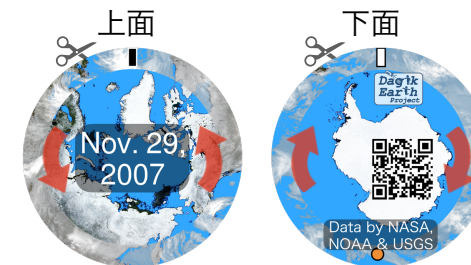 上面
下面
Nov. 29,
2007
Dagik
Earth
Project
Data by NASA,
NOAA & USGS